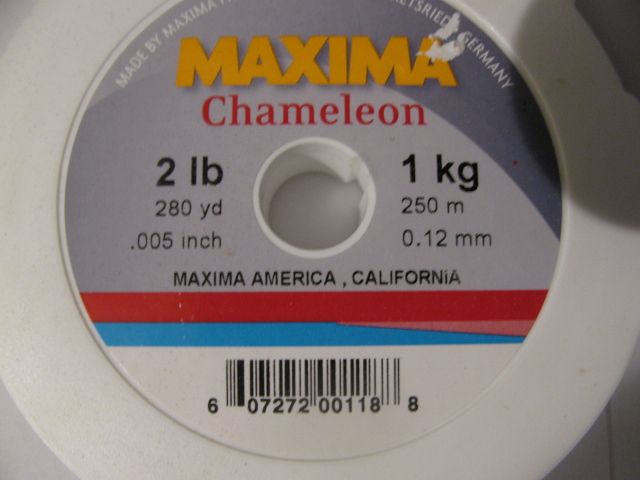 MADE BY MAXIMA
GERMANY
MAXIMA
Chameleon
2 lb 1 kg
280 yd 250 m
.005 inch 0.12 mm
MAXIMA AMERICA , CALIFORNiA
6 07272 00118 8